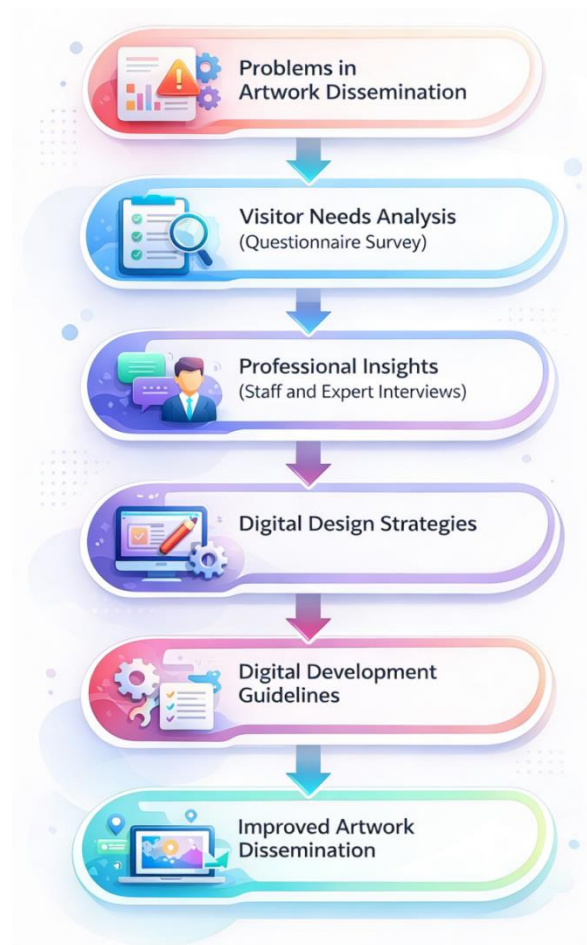 Problems in
Artwork Dissemination
Visitor Needs Analysis
(Questionnaire Survey)
Professional Insights
(Staff and Expert Interviews)
Digital Design Strategies
Digital Development
Guidelines
Improved Artwork
Dissemination